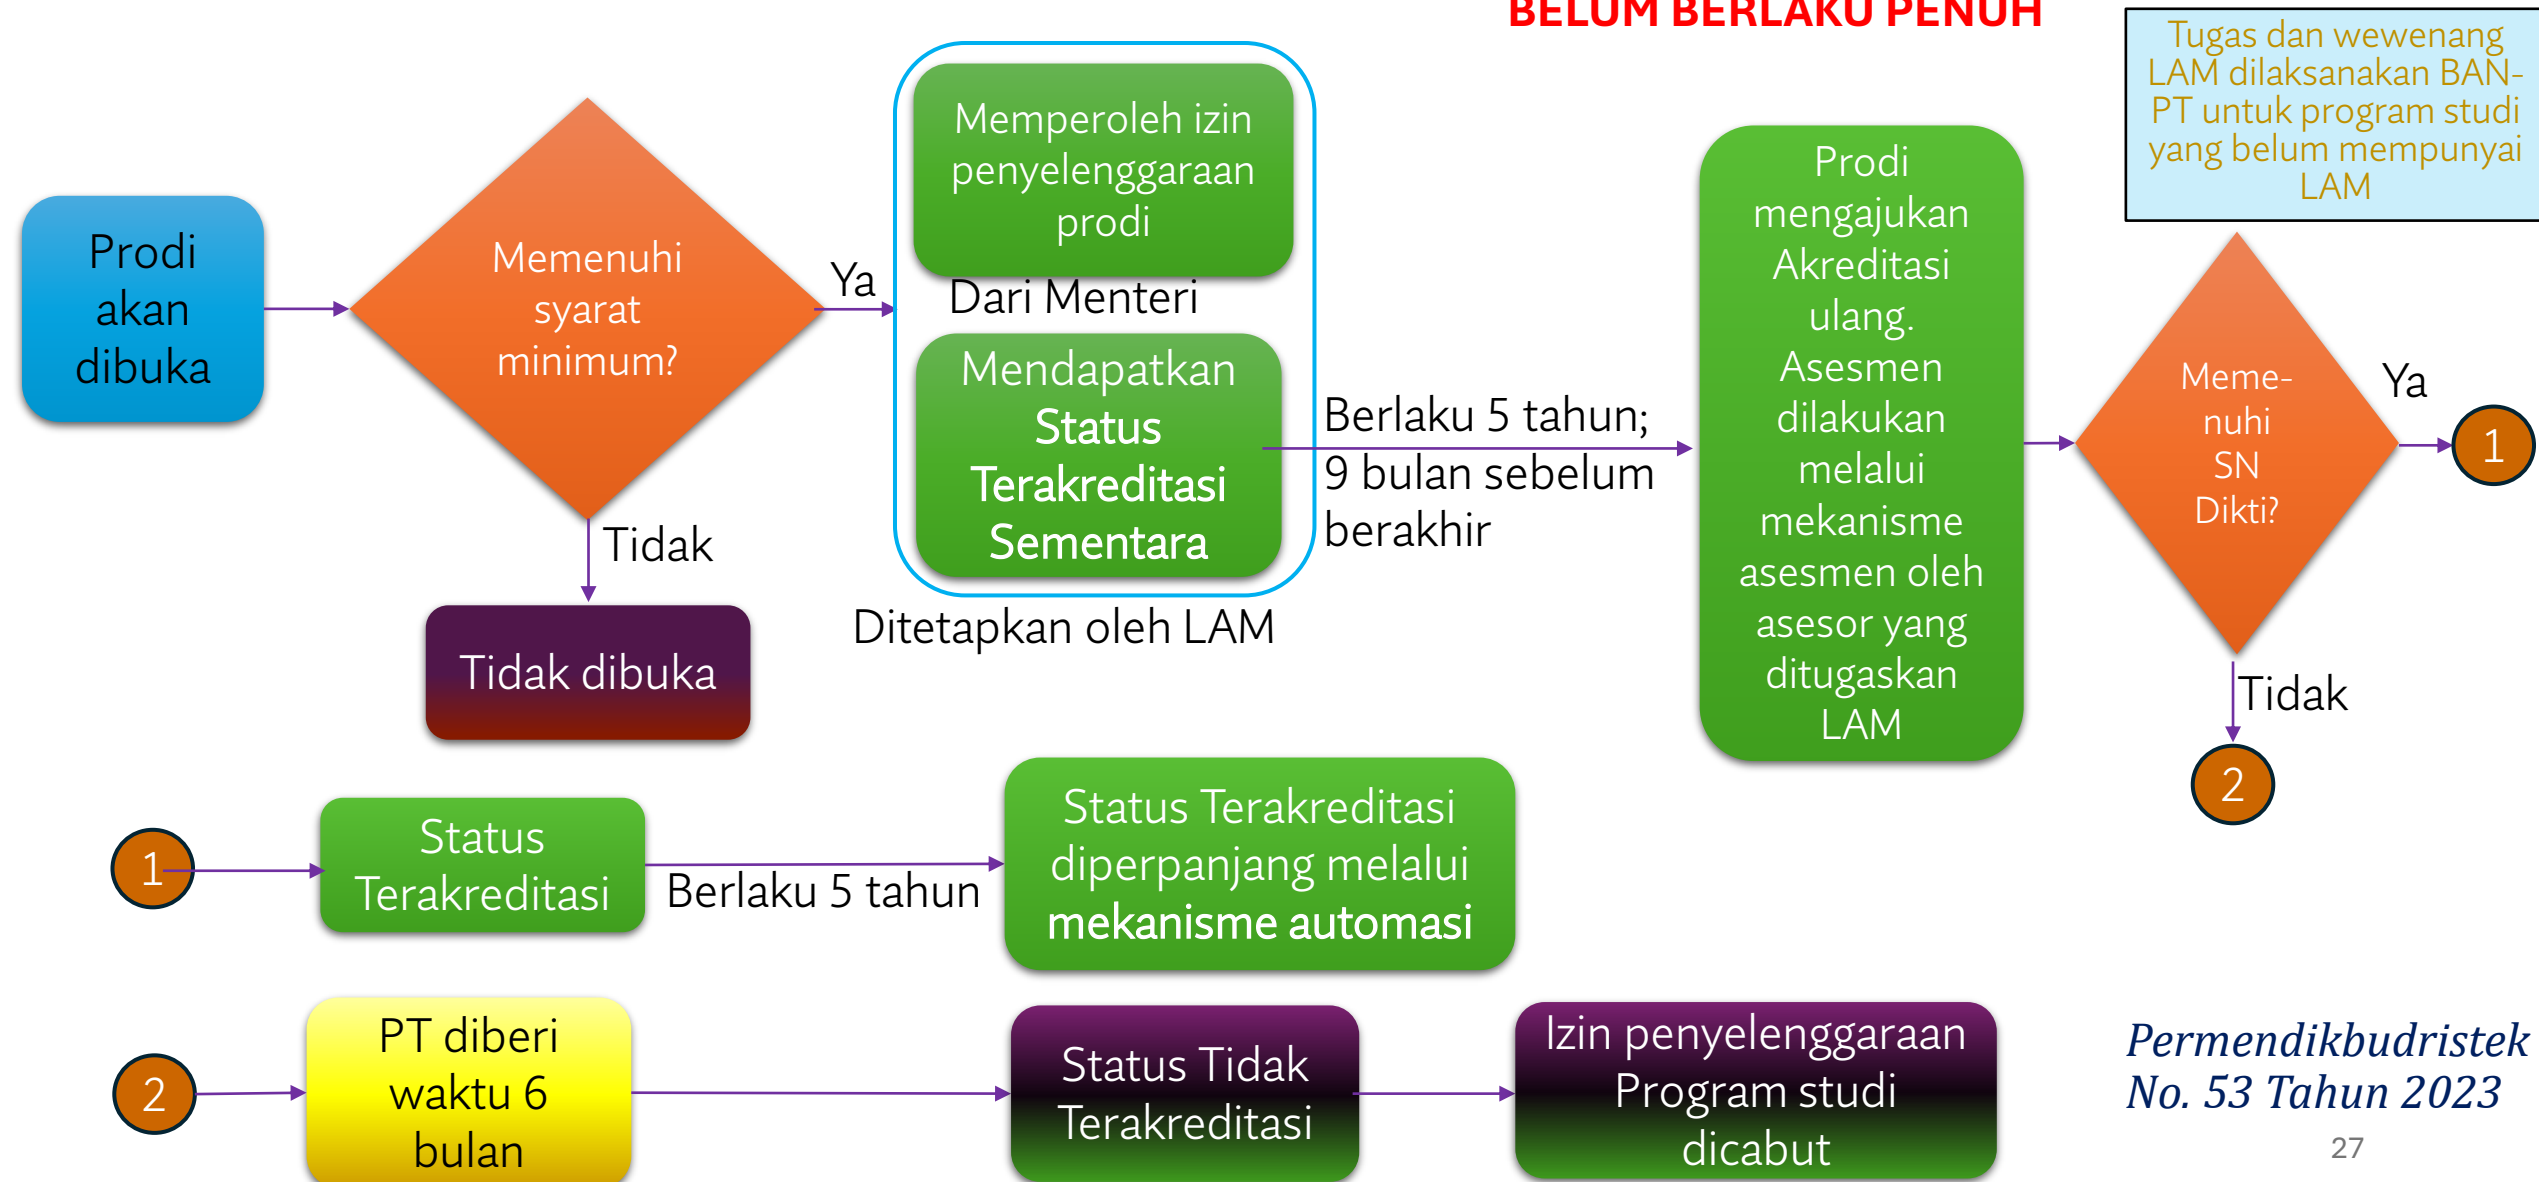 BELUM BERLAKU PENUH
Tugas dan wewenang
LAM dilaksanakan BAN-
PT untuk program studi
yang belum mempunyai
LAM
Prodi
akan
dibuka
Memenuhi
syarat
minimum?
Ya
Tidak
Tidak dibuka
Memperoleh izin
penyelenggaraan
prodi
Dari Menteri
Mendapatkan
Status
Terakreditasi
Sementara
Ditetapkan oleh LAM
Berlaku 5 tahun;
9 bulan sebelum
berakhir
Prodi
mengajukan
Akreditasi
ulang.
Asesmen
dilakukan
melalui
mekanisme
asesmen oleh
asesor yang
ditugaskan
LAM
Meme-
nuhi
SN
Dikti?
Ya
1
Tidak
2
1
Status
Terakreditasi
Berlaku 5 tahun
Status Terakreditasi
diperpanjang melalui
mekanisme automasi
2
PT diberi
waktu 6
bulan
Status Tidak
Terakreditasi
Izin penyelenggaraan
Program studi
dicabut
Permendikbudristek
No. 53 Tahun 2023
27